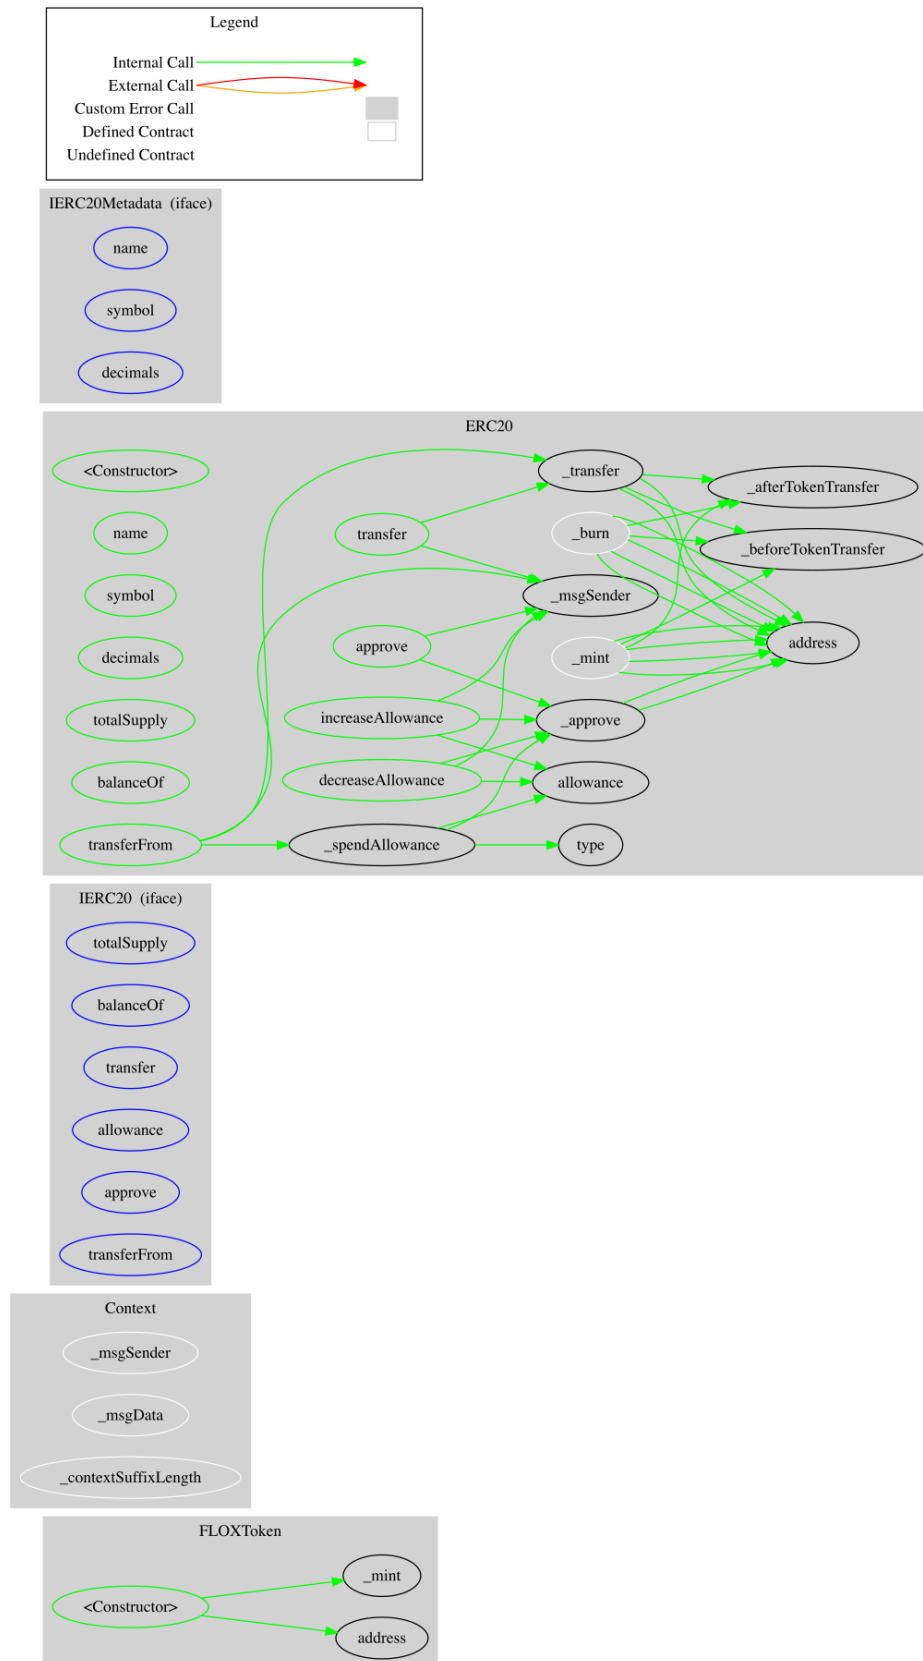 Legend
Internal Call
External Call
Custom Error Call
Defined Contract
Undefined Contract
IERC20Metadata (iface)
name
symbol
decimals
ERC20
<Constructor>
name
symbol
decimals
totalSupply
balanceOf
transferFrom
transfer
approve
increaseAllowance
decreaseAllowance
_spendAllowance
_transfer
_burn
_msgSender
_mint
_approve
allowance
type
_afterTokenTransfer
_beforeTokenTransfer
address
IERC20 (iface)
totalSupply
balanceOf
transfer
allowance
approve
transferFrom
Context
_msgSender
_msgData
_contextSuffixLength
FLOXToken
<Constructor>
_mint
address